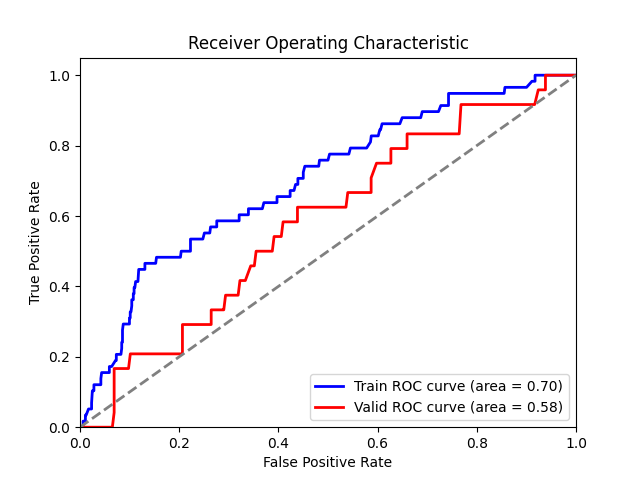 Receiver Operating Characteristic
True Positive Rate
1.0
0.8
0.6
0.4
0.2
0.0
Train ROC curve (area = 0.70)
Valid ROC curve (area = 0.58)
0.0 0.2 0.4 0.6 0.8 1.0
False Positive Rate